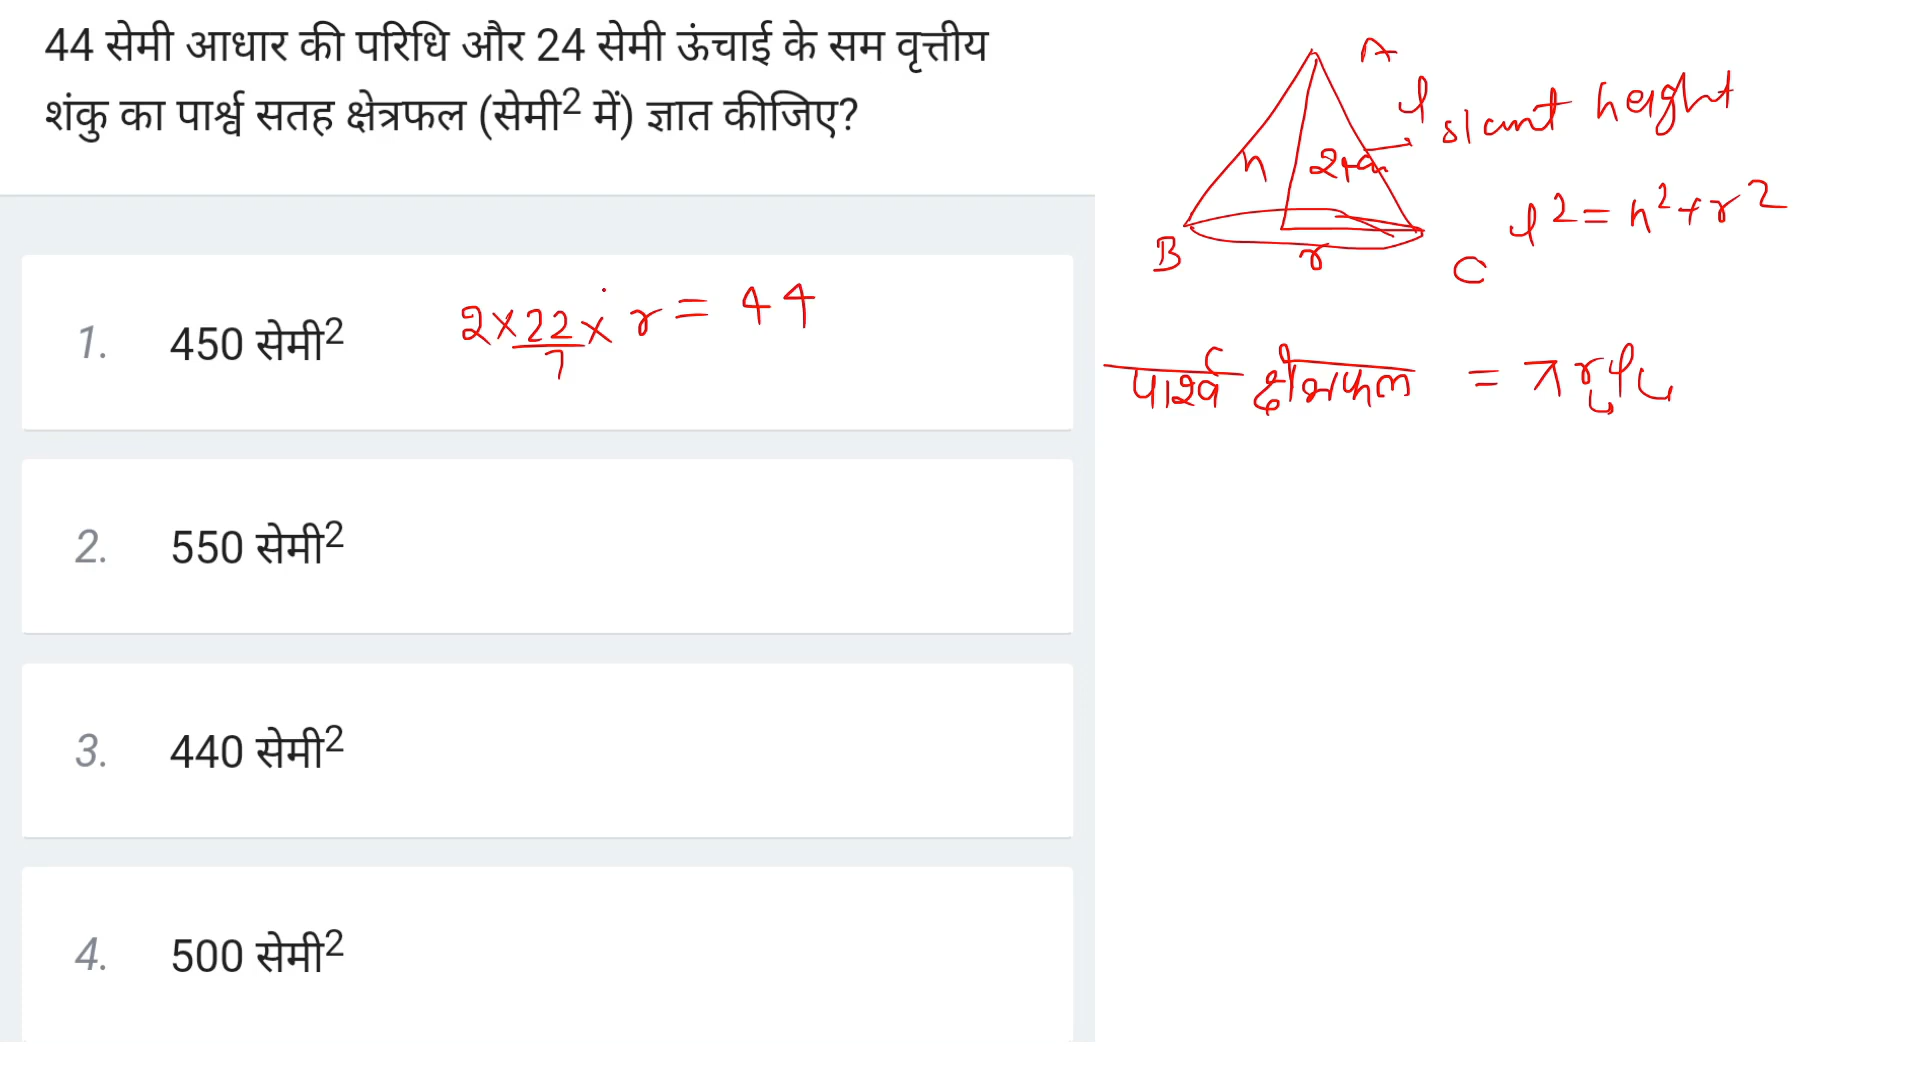 44 सेमी आधार की परिधि और 24 सेमी ऊंचाई के सम वृत्तीय
शंकु का पार्श्व सतह क्षेत्रफल (सेमी² में) ज्ञात कीजिए?
1. 450 सेमी²
2×22/7× r = 44
2. 550 सेमी²
3. 440 सेमी²
4. 500 सेमी²
A
l slant height
h
B
r
C
l² = h² + r²
पार्श्व क्षेत्रफल = πrl